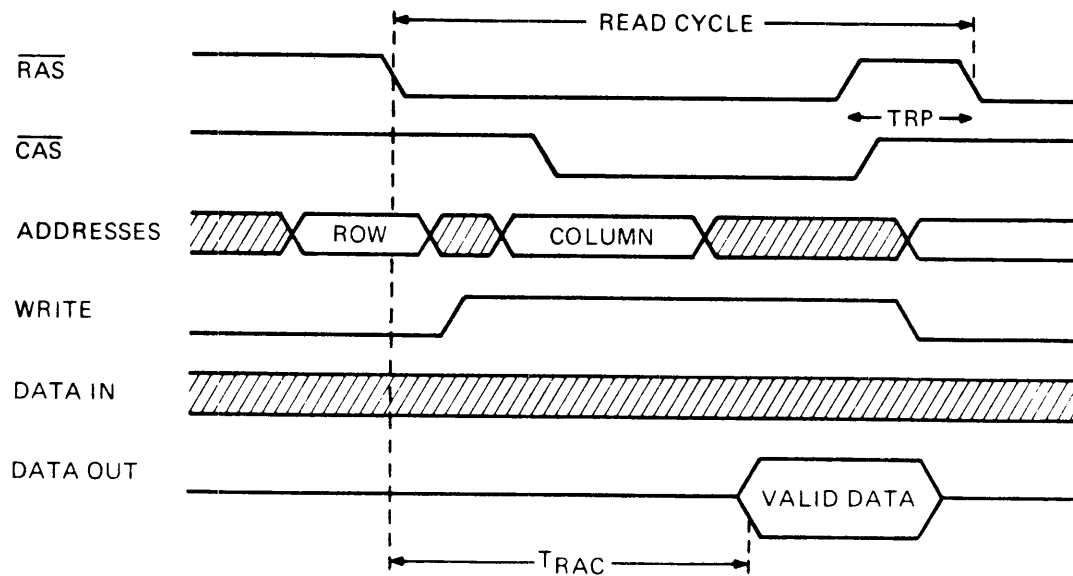 READ CYCLE
RAS
TRP
CAS
ADDRESSES
ROW
COLUMN
WRITE
DATA IN
DATA OUT
VALID DATA
TRAC